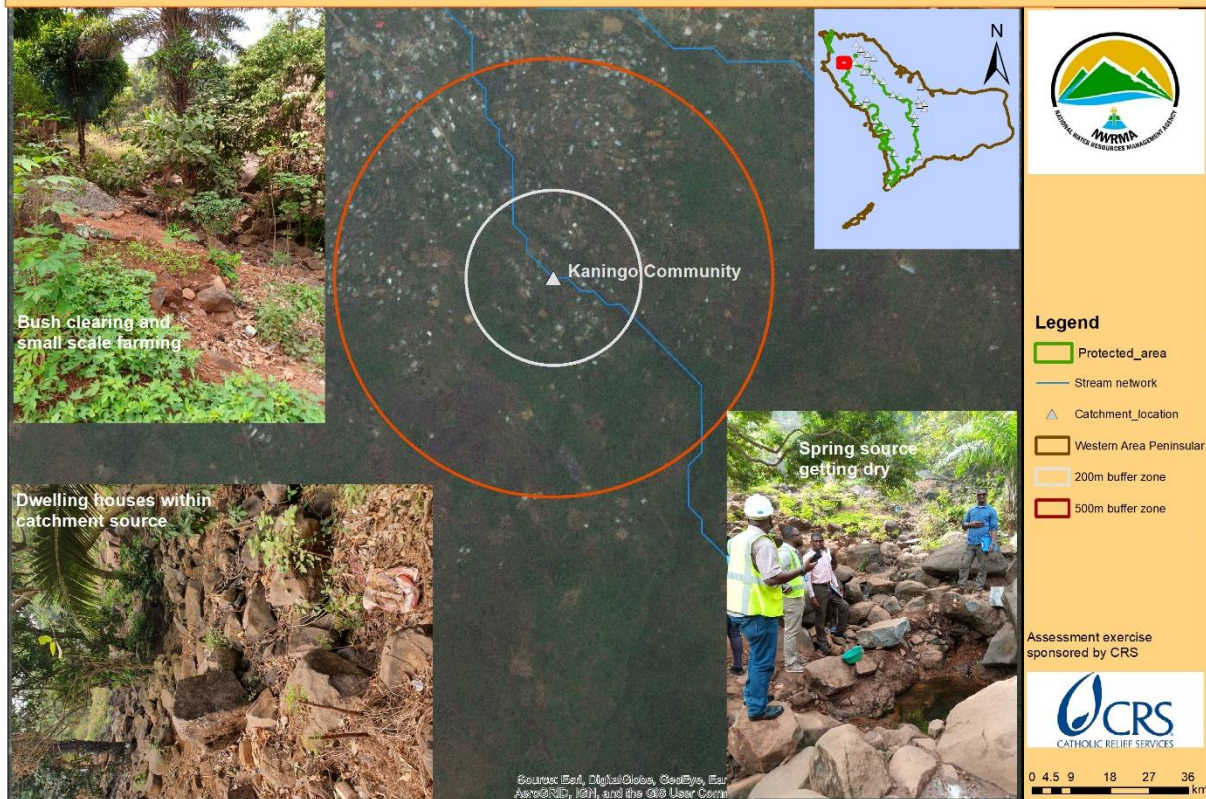 Bush clearing and
small scale farming
Kaningo Community
N
Dwelling houses within
catchment source
Spring source
getting dry
Source: Esri, DigitalGlobe, GeoEye, Ear
AeroGRID, IGN, and the GIS User Comm
NATIONAL WATER RESOURCES MANAGEMENT AGENCY
NWRMA
Legend
Protected_area
Stream network
Catchment_location
Western Area Peninsular
200m buffer zone
500m buffer zone
Assessment exercise
sponsored by CRS
CRS
CATHOLIC RELIEF SERVICES
0 4.5 9 18 27 36
km